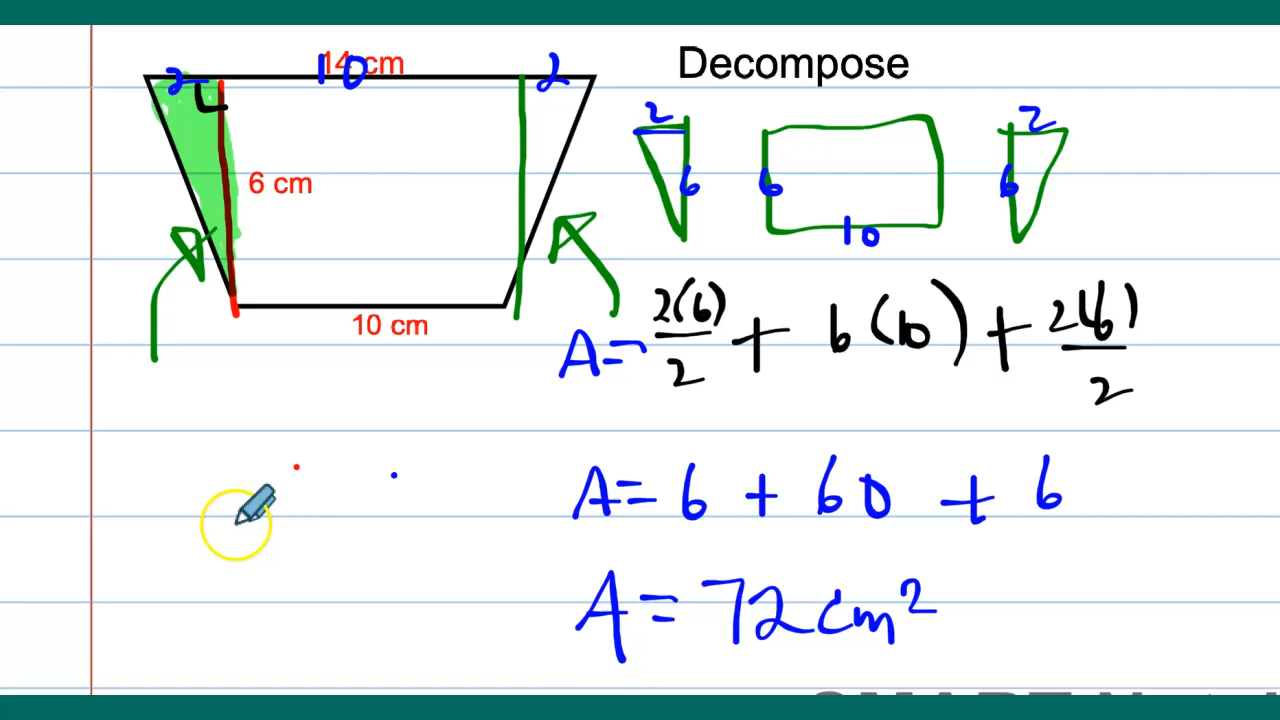 14 cm
2 10 2
Decompose
2 2
6 cm
6 6 6
10
10 cm
A = 2(6)/2 + 6(10) + 2(6)/2
A = 6 + 60 + 6
A = 72 cm²